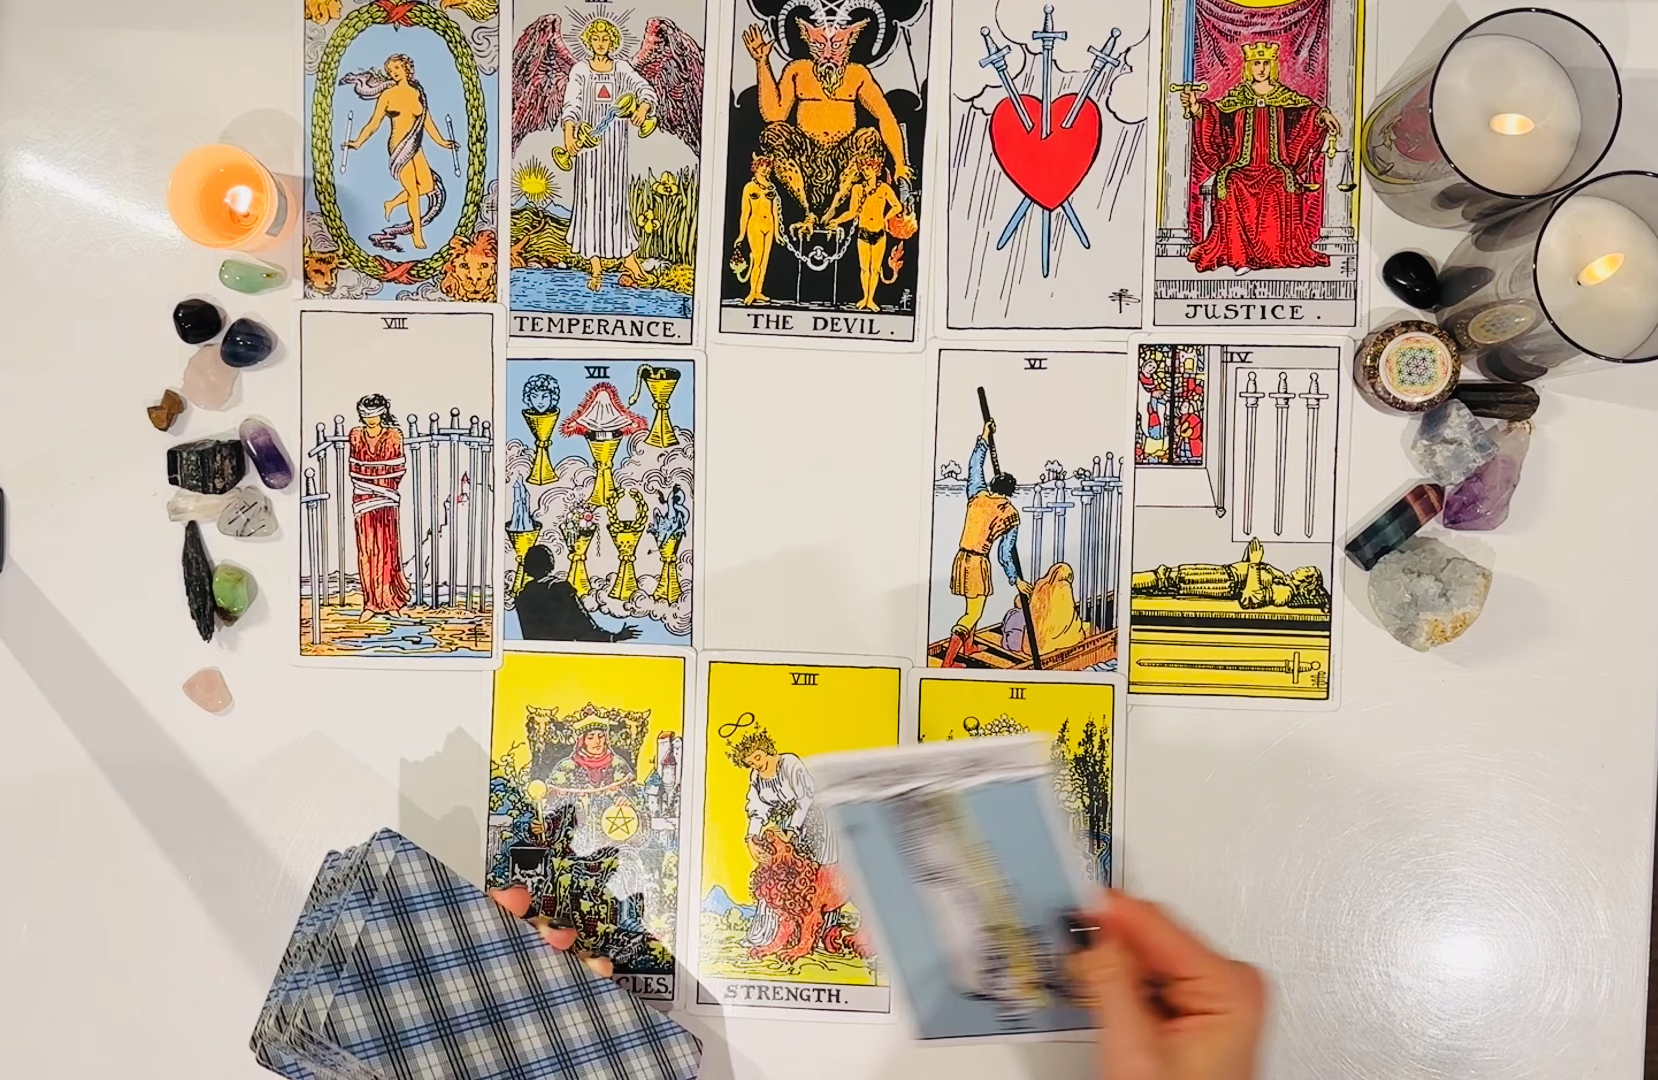 TEMPERANCE.
THE DEVIL.
JUSTICE.
VIII
VII
VI
IV
VIII
III
CLES.
STRENGTH.